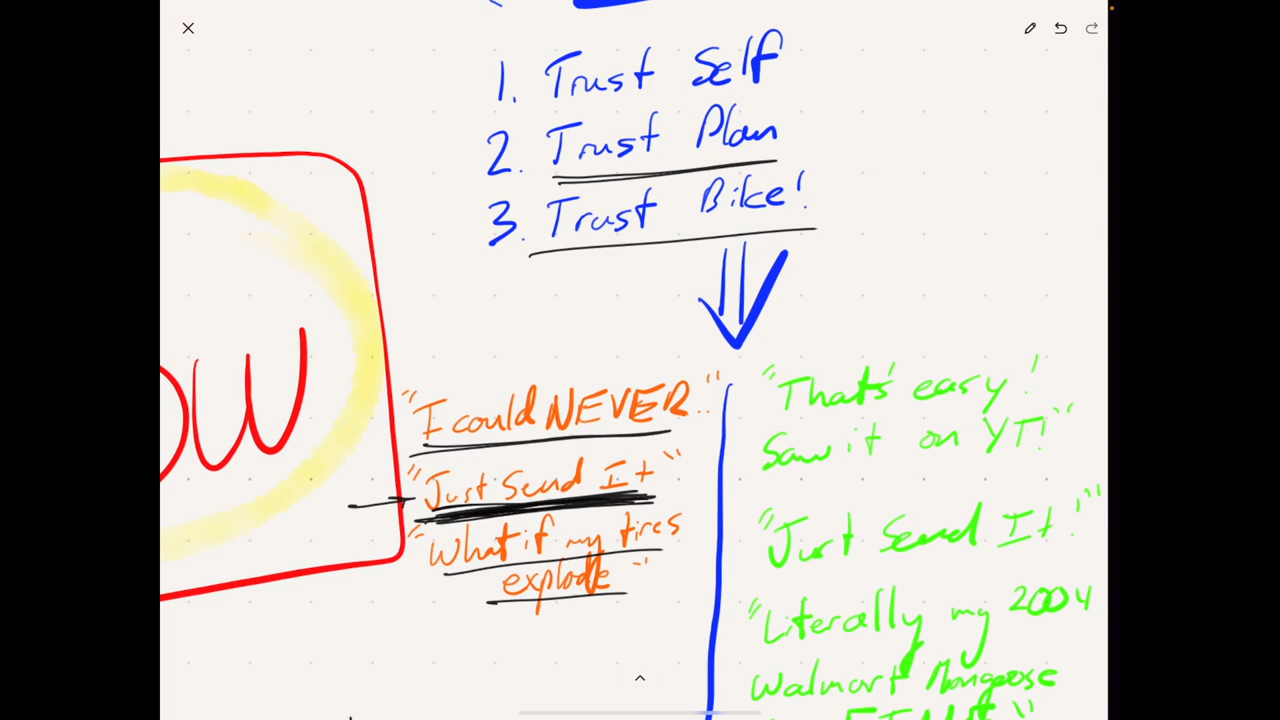 1. Trust Self
2. Trust Plan
3. Trust Bike!
"I could NEVER.."
"Just Send It"
"What if my tires
explode"
"That's easy!
Saw it on YT!"
"Just Send It!"
"Literally my 2004
Walmart Mongoose